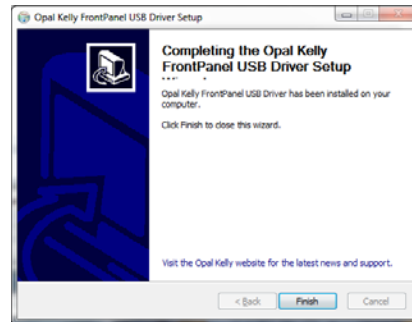 Opal Kelly FrontPanel USB Driver Setup
Completing the Opal Kelly
FrontPanel USB Driver Setup
Opal Kelly FrontPanel USB Driver has been installed on your
computer.
Click Finish to close this wizard.
Visit the Opal Kelly website for the latest news and support.
< Back
Finish
Cancel